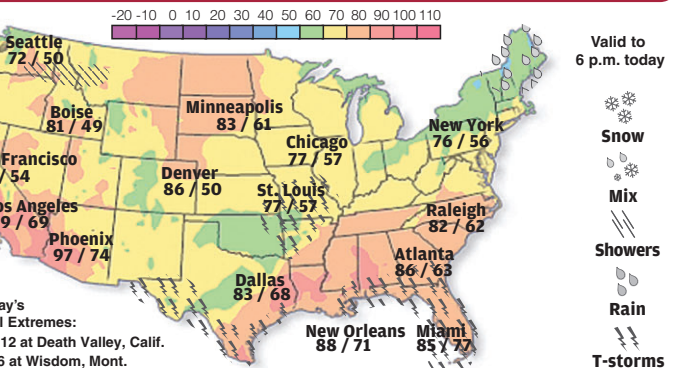 -20 -10 0 10 20 30 40 50 60 70 80 90 100 110
Seattle
72 / 50
Boise
81 / 49
Francisco
/ 54
os Angeles
9 / 69
Phoenix
97 / 74
Minneapolis
83 / 61
Denver
86 / 50
Chicago
77 / 57
St. Louis
77 / 57
Dallas
83 / 68
New York
76 / 56
Raleigh
82 / 62
Atlanta
86 / 63
New Orleans
88 / 71
Miami
85 / 77
ay's
l Extremes:
12 at Death Valley, Calif.
6 at Wisdom, Mont.
Valid to
6 p.m. today
Snow
Mix
Showers
Rain
T-storms